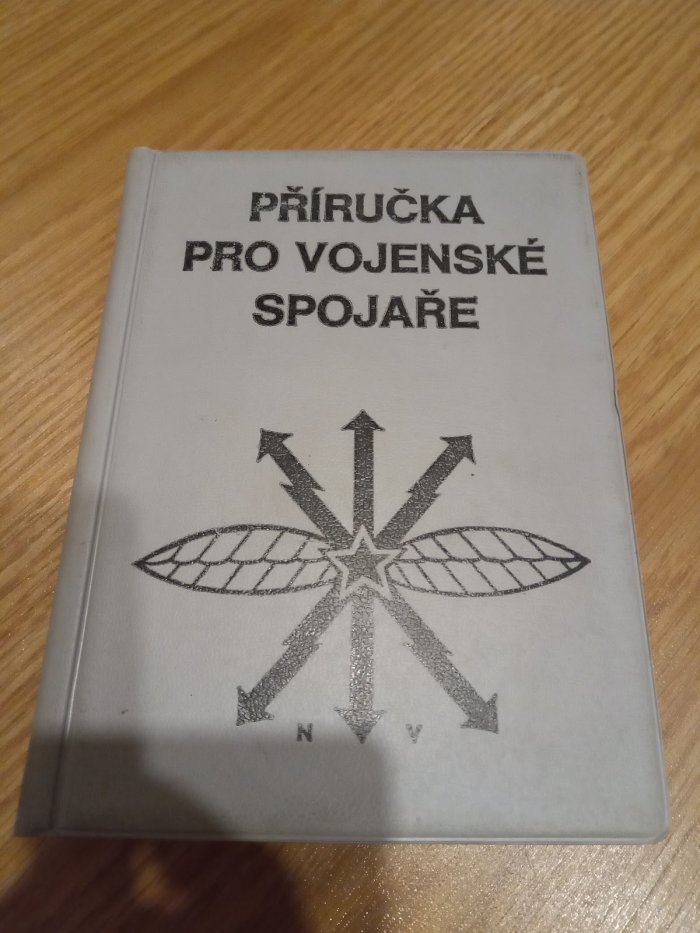 PŘÍRUČKA
PRO VOJENSKÉ
SPOJAŘE
N V